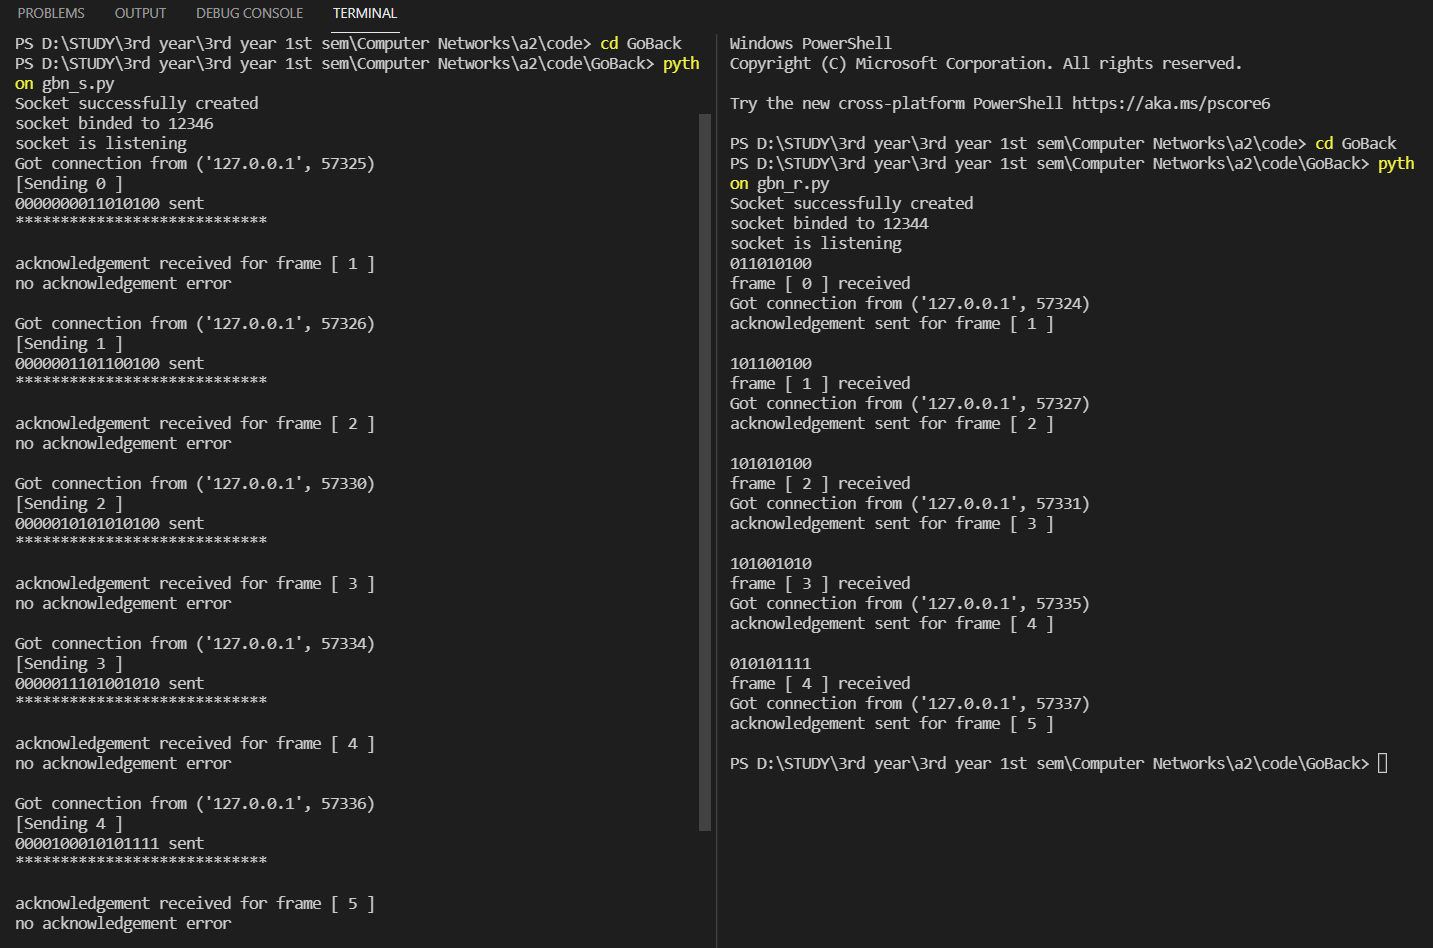 PROBLEMS OUTPUT DEBUG CONSOLE TERMINAL
PS D:\STUDY\3rd year\3rd year 1st sem\Computer Networks\a2\code> cd GoBack
PS D:\STUDY\3rd year\3rd year 1st sem\Computer Networks\a2\code\GoBack> pyth
on gbn_s.py
Socket successfully created
socket binded to 12346
socket is listening
Got connection from ('127.0.0.1', 57325)
[Sending 0 ]
0000000011010100 sent
****************************
acknowledgement received for frame [ 1 ]
no acknowledgement error
Got connection from ('127.0.0.1', 57326)
[Sending 1 ]
0000001101100100 sent
****************************
acknowledgement received for frame [ 2 ]
no acknowledgement error
Got connection from ('127.0.0.1', 57330)
[Sending 2 ]
0000010101010100 sent
****************************
acknowledgement received for frame [ 3 ]
no acknowledgement error
Got connection from ('127.0.0.1', 57334)
[Sending 3 ]
0000011101001010 sent
****************************
acknowledgement received for frame [ 4 ]
no acknowledgement error
Got connection from ('127.0.0.1', 57336)
[Sending 4 ]
0000100010101111 sent
****************************
acknowledgement received for frame [ 5 ]
no acknowledgement error
Windows PowerShell
Copyright (C) Microsoft Corporation. All rights reserved.
Try the new cross-platform PowerShell https://aka.ms/pscore6
PS D:\STUDY\3rd year\3rd year 1st sem\Computer Networks\a2\code> cd GoBack
PS D:\STUDY\3rd year\3rd year 1st sem\Computer Networks\a2\code\GoBack> pyth
on gbn_r.py
Socket successfully created
socket binded to 12344
socket is listening
011010100
frame [ 0 ] received
Got connection from ('127.0.0.1', 57324)
acknowledgement sent for frame [ 1 ]
101100100
frame [ 1 ] received
Got connection from ('127.0.0.1', 57327)
acknowledgement sent for frame [ 2 ]
101010100
frame [ 2 ] received
Got connection from ('127.0.0.1', 57331)
acknowledgement sent for frame [ 3 ]
101001010
frame [ 3 ] received
Got connection from ('127.0.0.1', 57335)
acknowledgement sent for frame [ 4 ]
010101111
frame [ 4 ] received
Got connection from ('127.0.0.1', 57337)
acknowledgement sent for frame [ 5 ]
PS D:\STUDY\3rd year\3rd year 1st sem\Computer Networks\a2\code\GoBack>